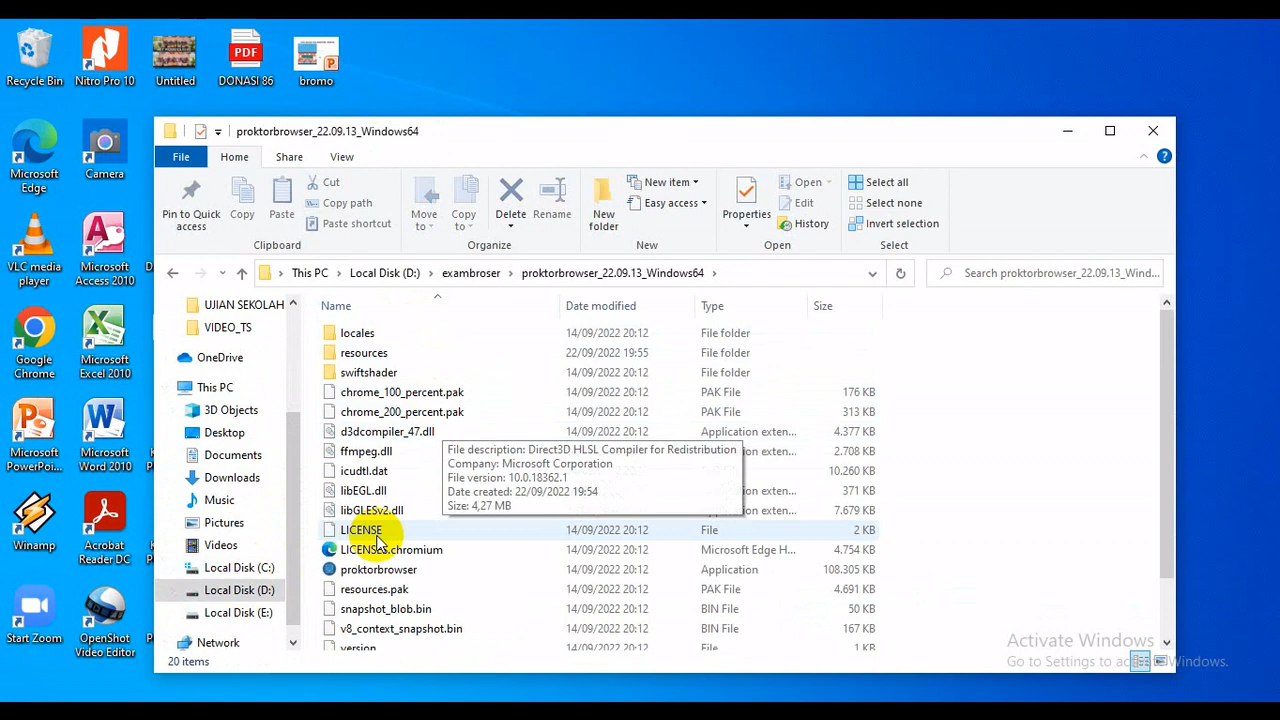 Recycle Bin
Nitro Pro 10
Untitled
PDF
DONASI 86
bromo
Microsoft
Edge
Camera
VLC media
player
Microsoft
Access 2010
D
Google
Chrome
Microsoft
Excel 2010
Microsoft
PowerPoi...
Microsoft
Word 2010
Winamp
Acrobat
Reader DC
Start Zoom
OpenShot
Video Editor
proktorbrowser_22.09.13_Windows64
File
Home
Share
View
Pin to Quick
access
Copy
Paste
Cut
Copy path
Paste shortcut
Clipboard
Move
to
Copy
to
Delete
Rename
Organize
New
folder
New item
Easy access
New
Properties
Open
Edit
History
Open
Select all
Select none
Invert selection
Select
This PC
Local Disk (D:)
exambroser
proktorbrowser_22.09.13_Windows64
Search proktorbrowser_22.09.13_Wind...
UJIAN SEKOLAH
VIDEO_TS
OneDrive
This PC
3D Objects
Desktop
Documents
Downloads
Music
Pictures
Videos
Local Disk (C:)
Local Disk (D:)
Local Disk (E:)
Network
Name Date modified Type Size
locales 14/09/2022 20:12 File folder
resources 22/09/2022 19:55 File folder
swiftshader 14/09/2022 20:12 File folder
chrome_100_percent.pak 14/09/2022 20:12 PAK File 176 KB
chrome_200_percent.pak 14/09/2022 20:12 PAK File 313 KB
d3dcompiler_47.dll 14/09/2022 20:12 Application exten... 4.377 KB
ffmpeg.dll 2.708 KB
icudtl.dat 10.260 KB
libEGL.dll 371 KB
libGLESv2.dll 7.679 KB
File description: Direct3D HLSL Compiler for Redistribution
Company: Microsoft Corporation
File version: 10.0.18362.1
Date created: 22/09/2022 19:54
Size: 4,27 MB
LICENSE 14/09/2022 20:12 File 2 KB
LICENSES.chromium 14/09/2022 20:12 Microsoft Edge H... 4.754 KB
proktorbrowser 14/09/2022 20:12 Application 108.305 KB
resources.pak 14/09/2022 20:12 PAK File 4.691 KB
snapshot_blob.bin 14/09/2022 20:12 BIN File 50 KB
v8_context_snapshot.bin 14/09/2022 20:12 BIN File 167 KB
version 14/09/2022 20:12 File 1 KB
20 items
Activate Windows
Go to Settings to activate Windows.